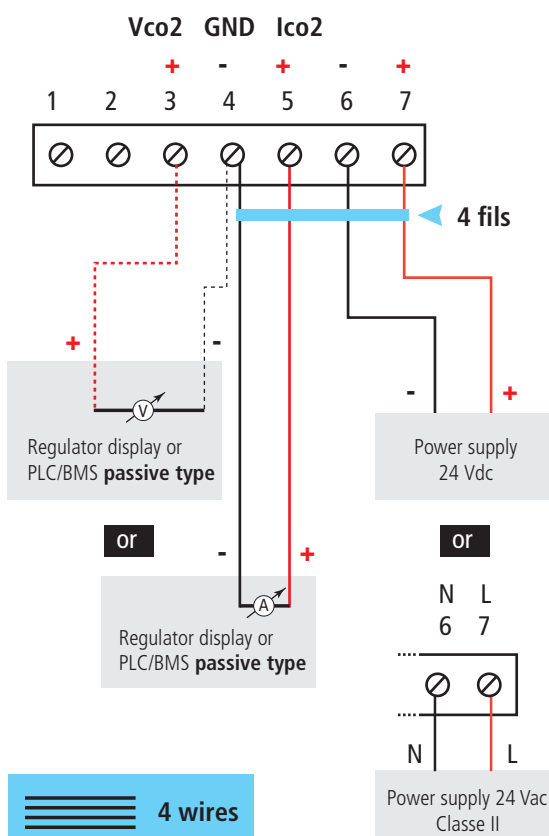 Vco2 GND Ico2
+ - + - +
1 2 3 4 5 6 7
4 fils
+ -
V
Regulator display or
PLC/BMS passive type
- +
Power supply
24 Vdc
or
or
- +
A
Regulator display or
PLC/BMS passive type
N L
6 7
N L
Power supply 24 Vac
Classe II
4 wires